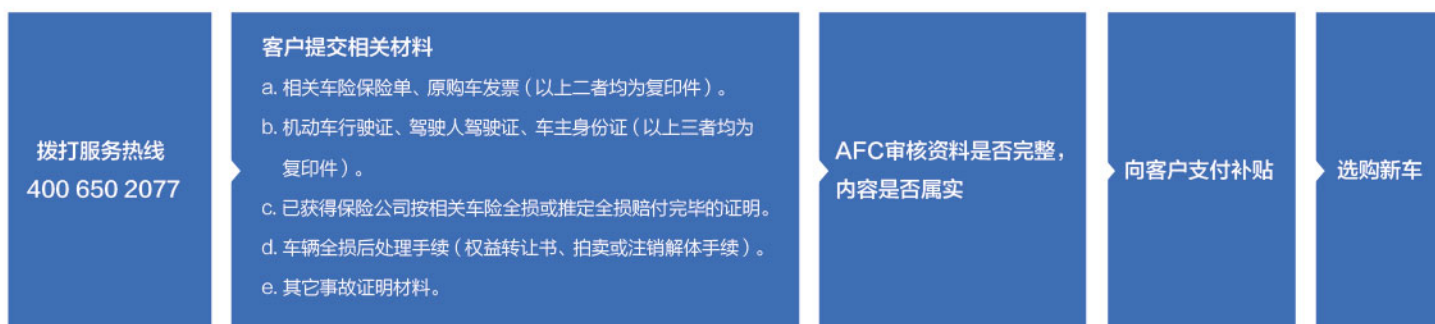 拨打服务热线
400 650 2077
客户提交相关材料
a. 相关车险保险单、原购车发票（以上二者均为复印件）。
b. 机动车行驶证、驾驶人驾驶证、车主身份证（以上三者均为
复印件）。
c. 已获得保险公司按相关车险全损或推定全损赔付完毕的证明。
d. 车辆全损后处理手续（权益转让书、拍卖或注销解体手续）。
e. 其它事故证明材料。
AFC审核资料是否完整，
内容是否属实
向客户支付补贴
选购新车